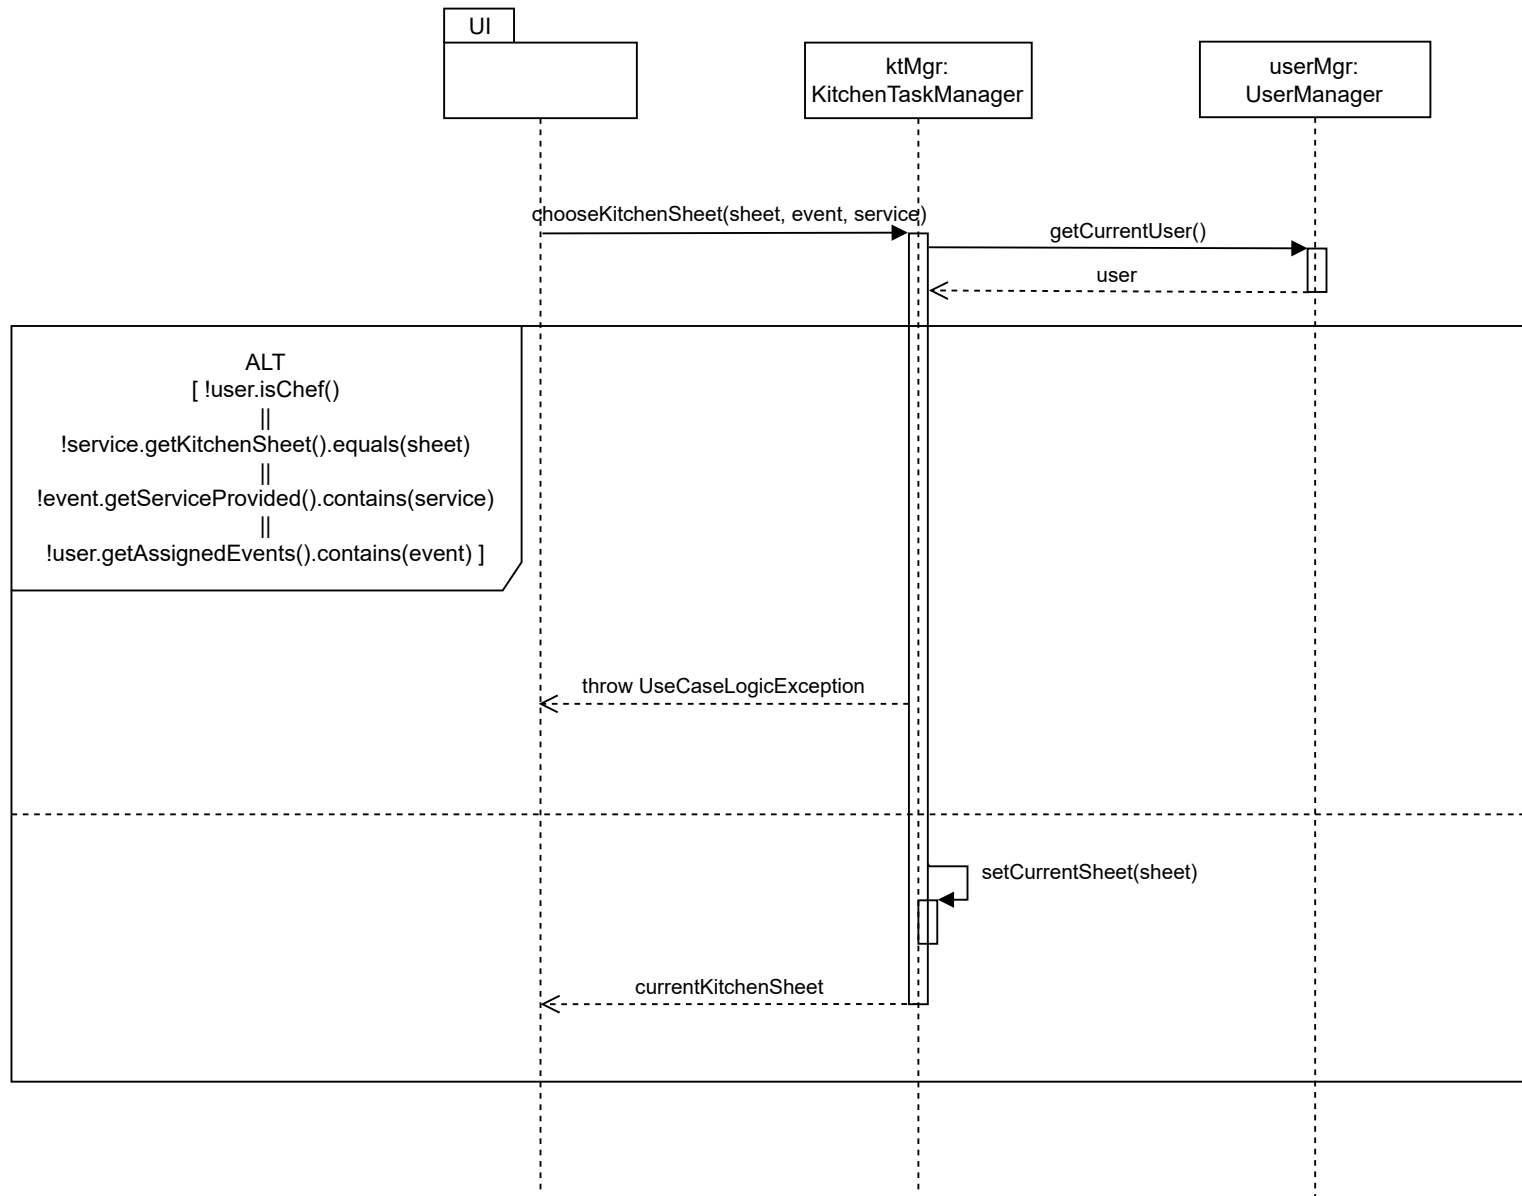 UI
ktMgr:
KitchenTaskManager
userMgr:
UserManager
chooseKitchenSheet(sheet, event, service)
getCurrentUser()
user
ALT
[ !user.isChef()
||
!service.getKitchenSheet().equals(sheet)
||
!event.getServiceProvided().contains(service)
||
!user.getAssignedEvents().contains(event) ]
throw UseCaseLogicException
setCurrentSheet(sheet)
currentKitchenSheet